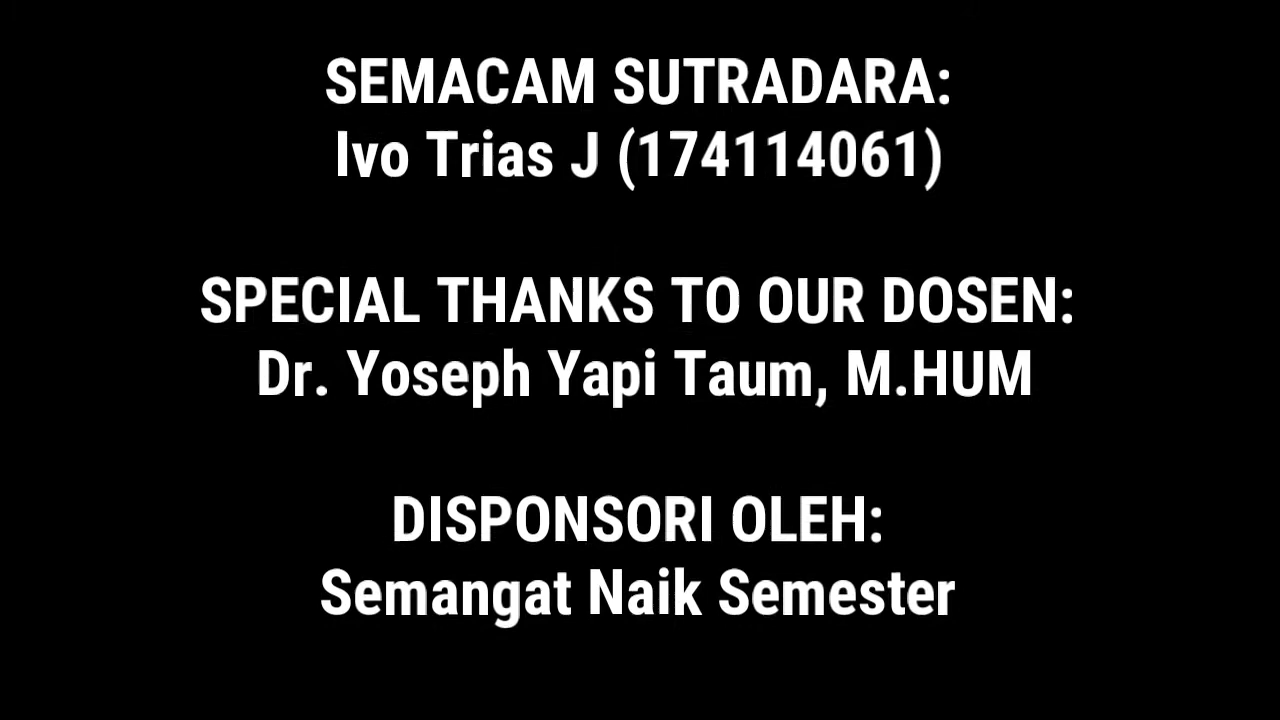 SEMACAM SUTRADARA:
Ivo Trias J (174114061)
SPECIAL THANKS TO OUR DOSEN:
Dr. Yoseph Yapi Taum, M.HUM
DISPONSORI OLEH:
Semangat Naik Semester